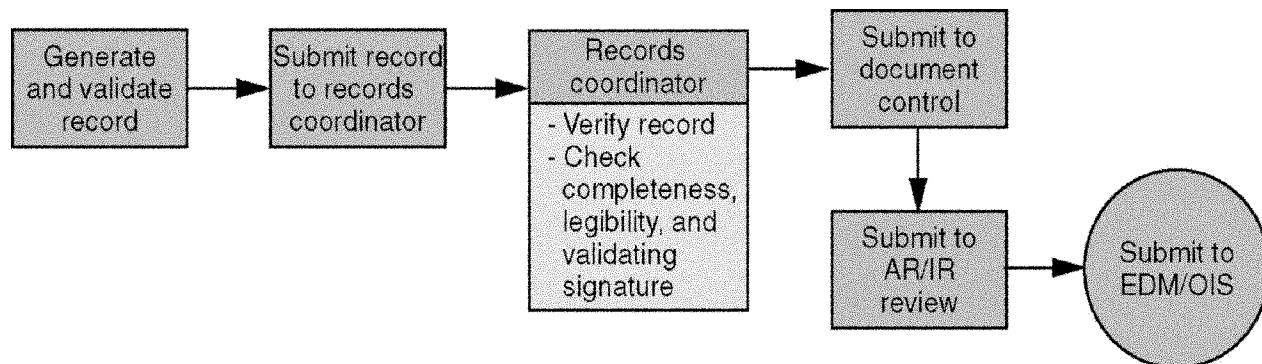 Generate
and validate
record
Submit record
to records
coordinator
Records
coordinator
- Verify record
- Check
completeness,
legibility, and
validating
signature
Submit to
document
control
Submit to
AR/IR
review
Submit to
EDM/OIS